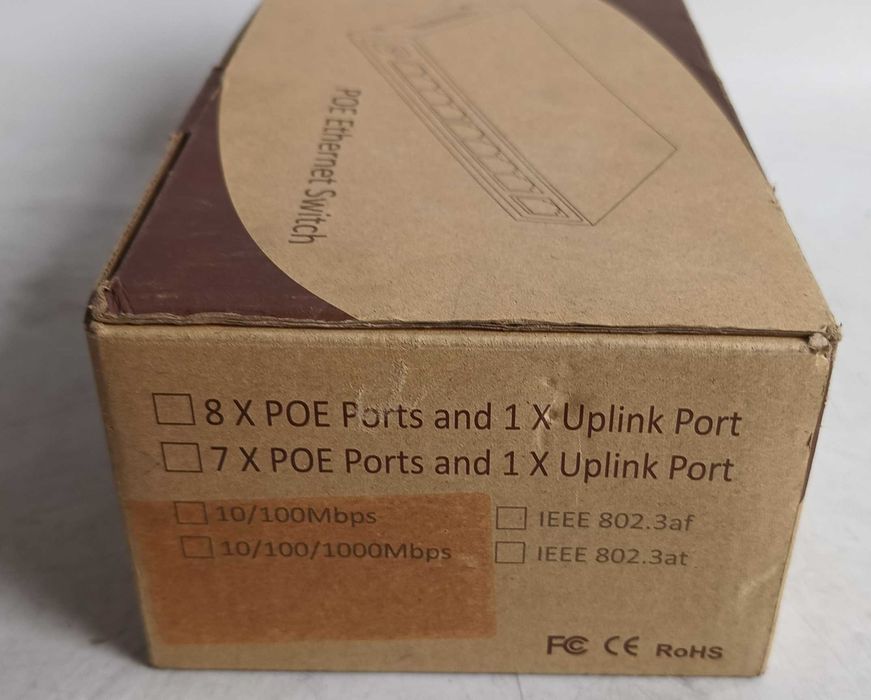 POE Ethernet Switch
8 X POE Ports and 1 X Uplink Port
7 X POE Ports and 1 X Uplink Port
10/100Mbps
IEEE 802.3af
10/100/1000Mbps
IEEE 802.3at
FC CE RoHS